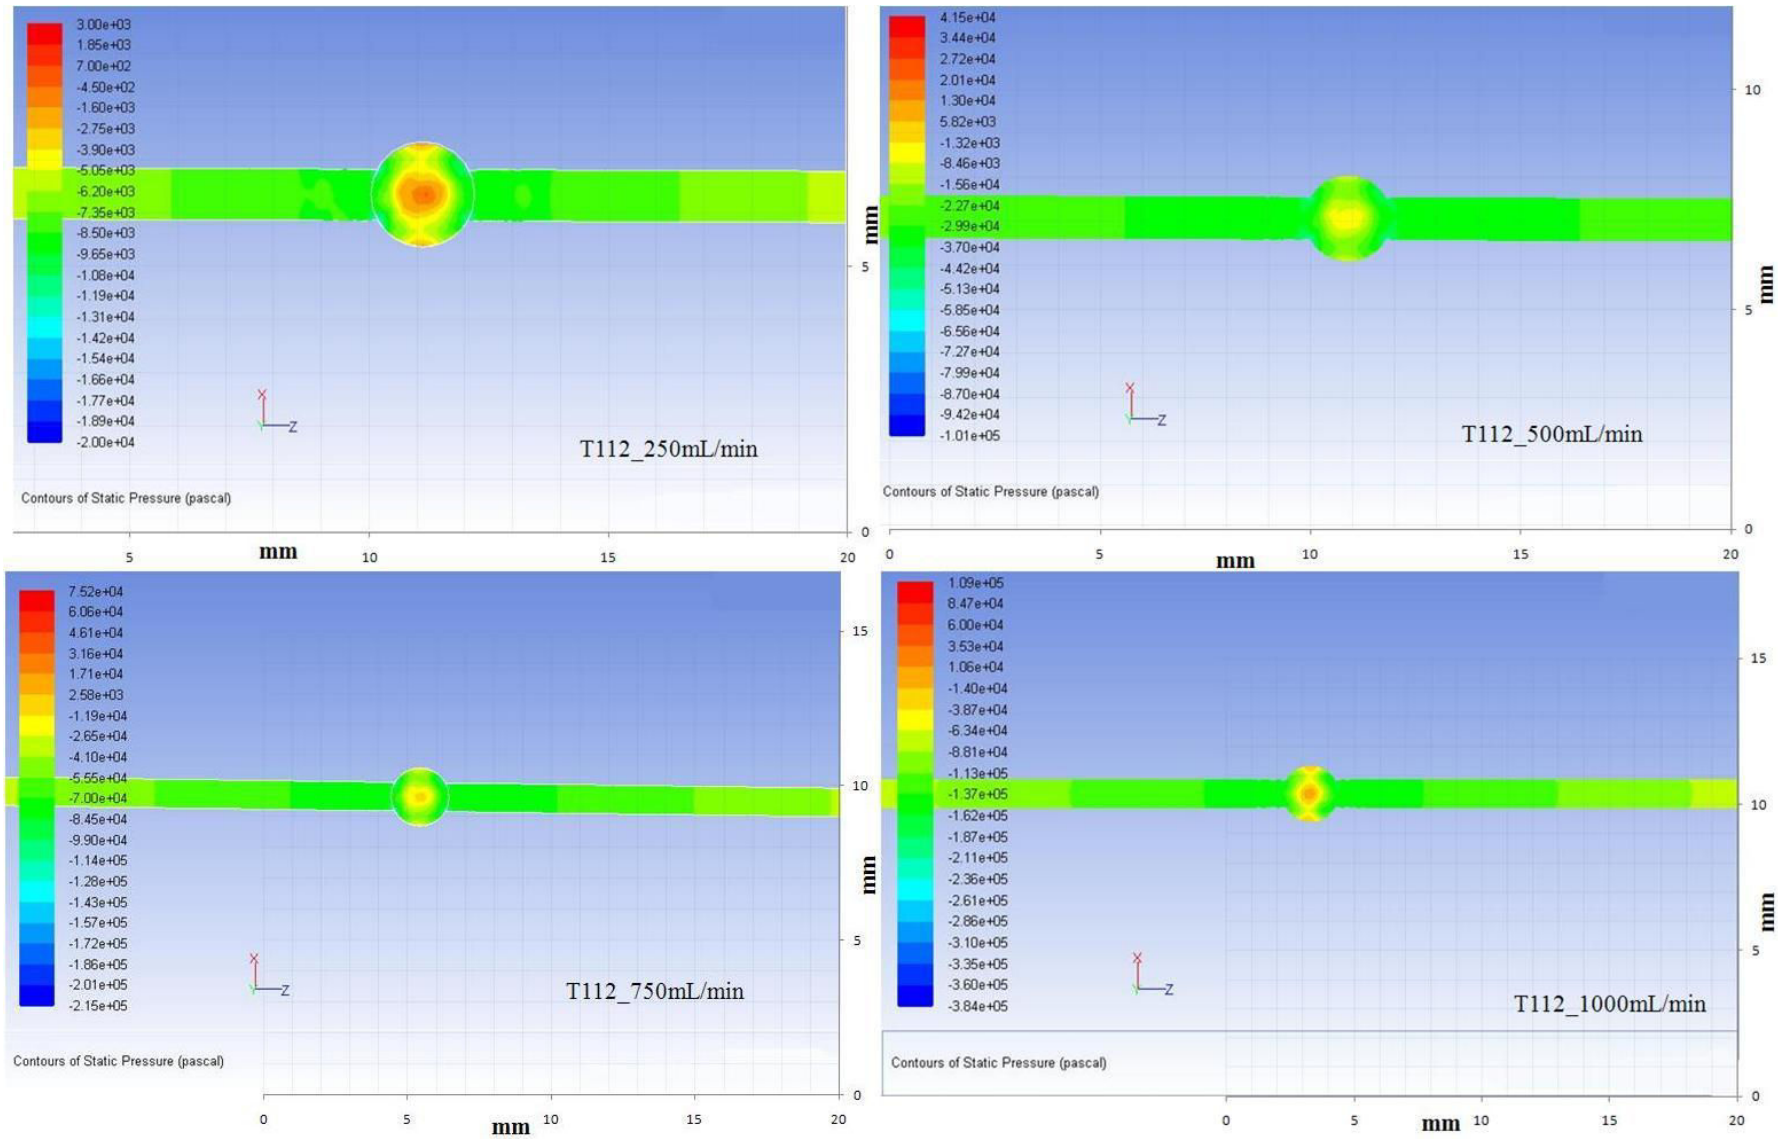 3.00e+03
1.85e+03
7.00e+02
-4.50e+02
-1.60e+03
-2.75e+03
-3.90e+03
-5.05e+03
-6.20e+03
-7.35e+03
-8.50e+03
-9.65e+03
-1.08e+04
-1.19e+04
-1.31e+04
-1.42e+04
-1.54e+04
-1.66e+04
-1.77e+04
-1.89e+04
-2.00e+04
X
Y
Z
T112_250mL/min
Contours of Static Pressure (pascal)
mm
5
0
5
mm
10
15
20
4.15e+04
3.44e+04
2.72e+04
2.01e+04
1.30e+04
5.82e+03
-1.32e+03
-8.46e+03
-1.56e+04
-2.27e+04
-2.99e+04
-3.70e+04
-4.42e+04
-5.13e+04
-5.85e+04
-6.56e+04
-7.27e+04
-7.99e+04
-8.70e+04
-9.42e+04
-1.01e+05
X
Y
Z
T112_500mL/min
Contours of Static Pressure (pascal)
10
mm
5
0
0
5
mm
10
15
20
7.52e+04
6.06e+04
4.61e+04
3.16e+04
1.71e+04
2.58e+03
-1.19e+04
-2.65e+04
-4.10e+04
-5.55e+04
-7.00e+04
-8.45e+04
-9.90e+04
-1.14e+05
-1.28e+05
-1.43e+05
-1.57e+05
-1.72e+05
-1.86e+05
-2.01e+05
-2.15e+05
X
Y
Z
T112_750mL/min
Contours of Static Pressure (pascal)
15
10
mm
5
0
0
5
mm
10
15
20
1.09e+05
8.47e+04
6.00e+04
3.53e+04
1.06e+04
-1.40e+04
-3.87e+04
-6.34e+04
-8.81e+04
-1.13e+05
-1.37e+05
-1.62e+05
-1.87e+05
-2.11e+05
-2.36e+05
-2.61e+05
-2.86e+05
-3.10e+05
-3.35e+05
-3.60e+05
-3.84e+05
X
Y
Z
T112_1000mL/min
Contours of Static Pressure (pascal)
15
10
mm
5
0
0
5
mm
10
15
20